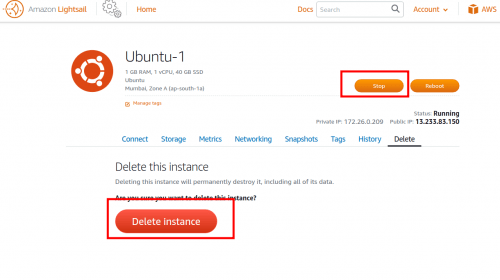 Amazon Lightsail
Home
Docs
Search
Account
AWS
Ubuntu-1
1 GB RAM, 1 vCPU, 40 GB SSD
Ubuntu
Mumbai, Zone A (ap-south-1a)
Manage tags
Stop
Reboot
Status: Running
Private IP: 172.26.0.209 Public IP: 13.233.83.150
Connect Storage Metrics Networking Snapshots Tags History Delete
Delete this instance
Deleting this instance will permanently destroy it, including all of its data.
Are you sure you want to delete this instance?
Delete instance